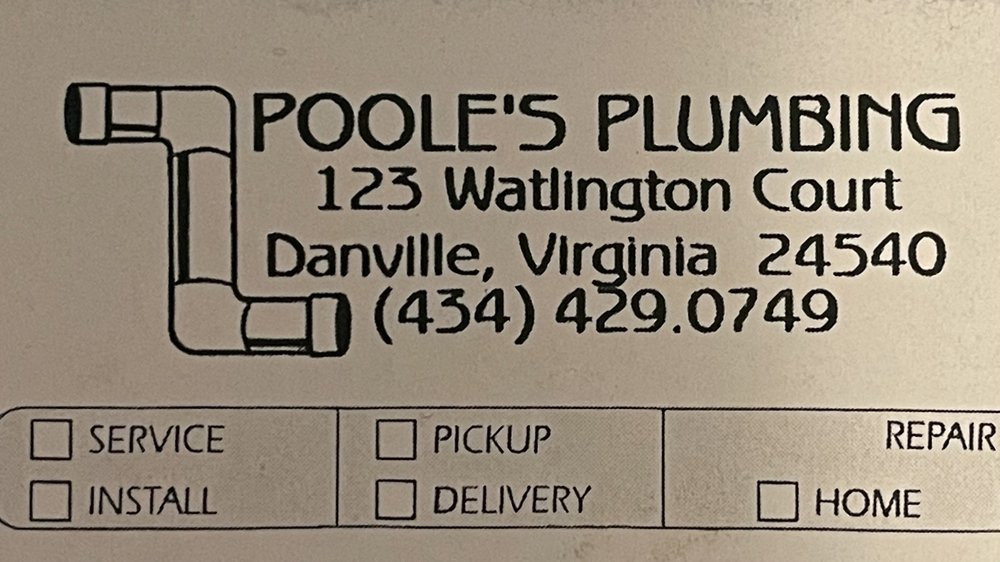 POOLE'S PLUMBING
123 Watlington Court
Danville, Virginia 24540
(434) 429.0749
SERVICE PICKUP REPAIR
INSTALL DELIVERY HOME